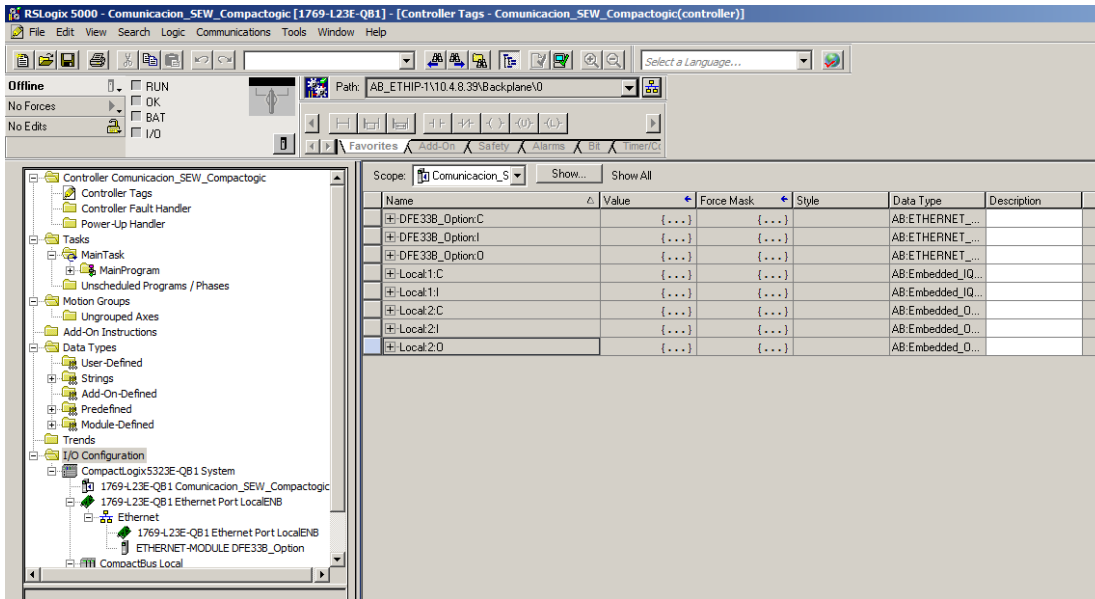 RSLogix 5000 - Comunicacion_SEW_Compactogic [1769-L23E-QB1] - [Controller Tags - Comunicacion_SEW_Compactogic(controller)]
File Edit View Search Logic Communications Tools Window Help
Select a Language...
Offline
RUN
Path: AB_ETHIP-1\10.4.8.39\Backplane\0
No Forces
OK
BAT
No Edits
I/O
Favorites Add-On Safety Alarms Bit Timer/Co
Controller Comunicacion_SEW_Compactogic
Controller Tags
Controller Fault Handler
Power-Up Handler
Tasks
MainTask
MainProgram
Unscheduled Programs / Phases
Motion Groups
Ungrouped Axes
Add-On Instructions
Data Types
User-Defined
Strings
Add-On-Defined
Predefined
Module-Defined
Trends
I/O Configuration
CompactLogix5323E-QB1 System
1769-L23E-QB1 Comunicacion_SEW_Compactogic
1769-L23E-QB1 Ethernet Port LocalENB
Ethernet
1769-L23E-QB1 Ethernet Port LocalENB
ETHERNET-MODULE DFE33B_Option
CompactBus Local
Scope: Comunicacion_S Show... Show All
Name Value Force Mask Style Data Type Description
DFE33B_Option:C {...} {...} AB:ETHERNET_...
DFE33B_Option:I {...} {...} AB:ETHERNET_...
DFE33B_Option:O {...} {...} AB:ETHERNET_...
Local:1:C {...} {...} AB:Embedded_IQ...
Local:1:I {...} {...} AB:Embedded_IQ...
Local:2:C {...} {...} AB:Embedded_O...
Local:2:I {...} {...} AB:Embedded_O...
Local:2:O {...} {...} AB:Embedded_O...